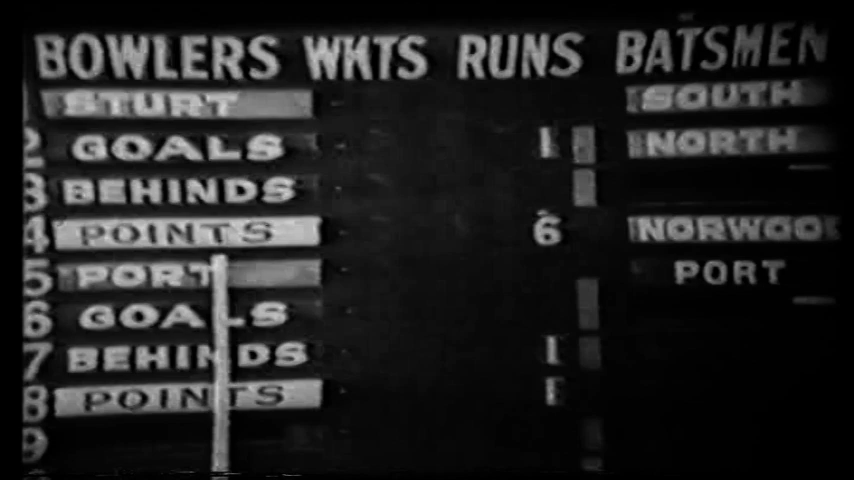 BOWLERS WKTS RUNS BATSMEN
STURT SOUTH
2 GOALS 1 NORTH
3 BEHINDS
4 POINTS 6 NORWOO
5 PORT PORT
6 GOALS
7 BEHINDS 1
8 POINTS 1
9